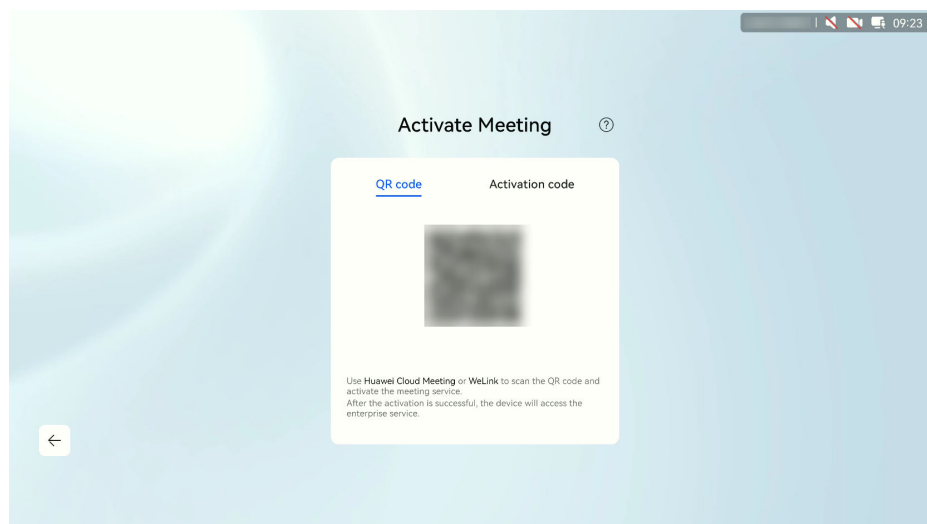 09:23
Activate Meeting
QR code
Activation code
Use Huawei Cloud Meeting or WeLink to scan the QR code and
activate the meeting service.
After the activation is successful, the device will access the
enterprise service.